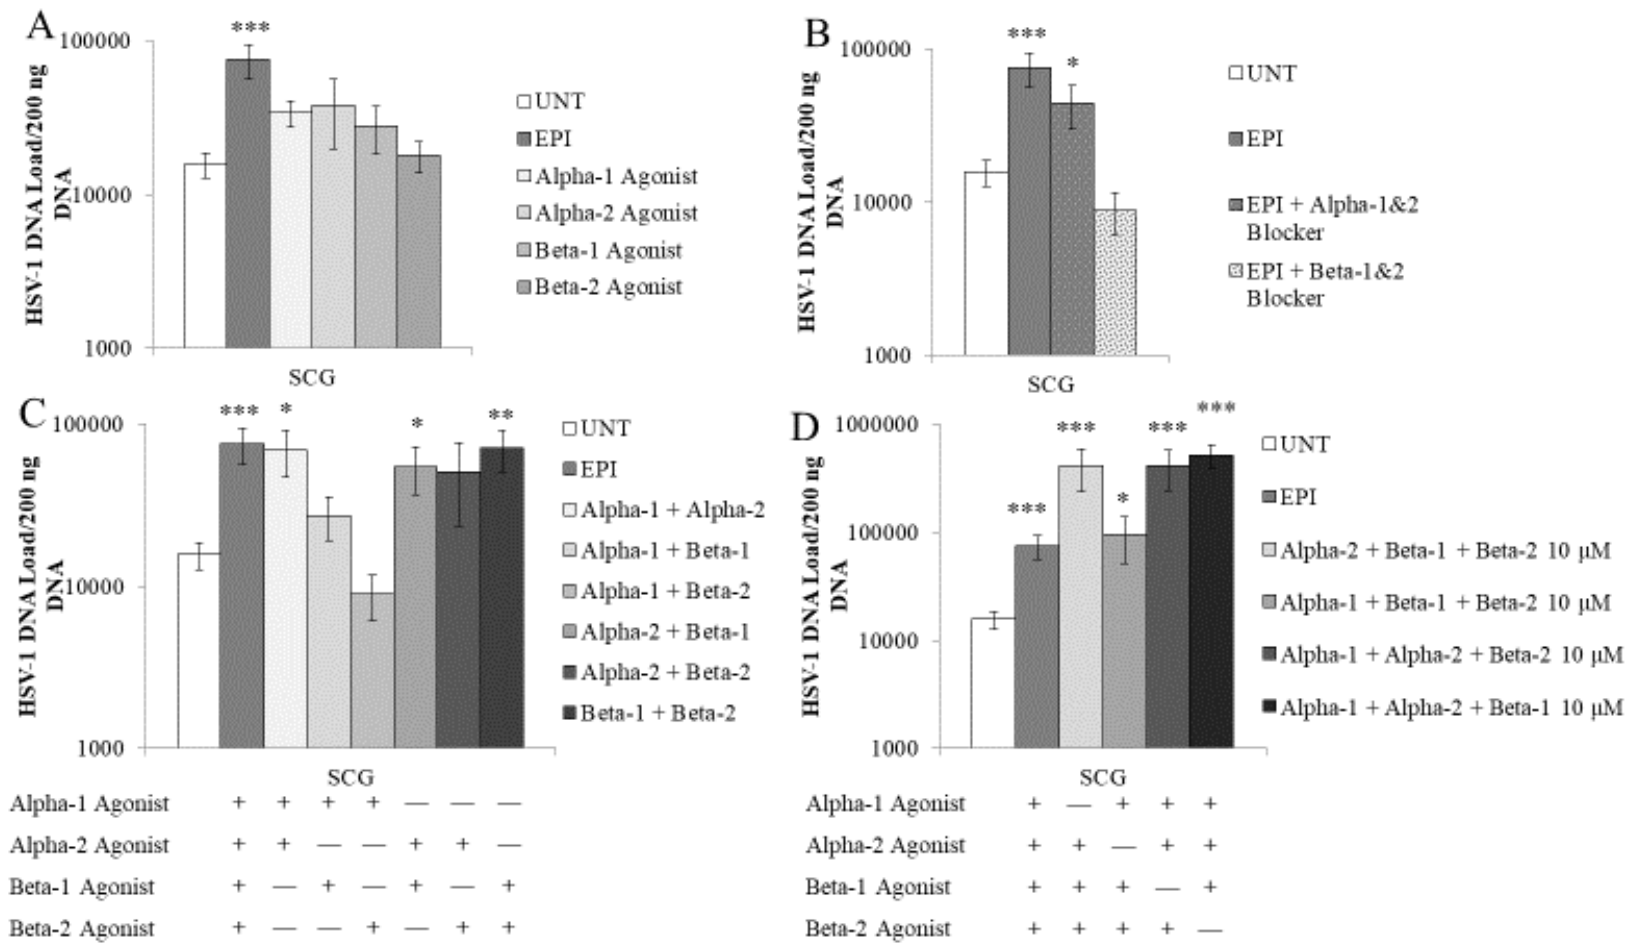 A
HSV-1 DNA Load/200 ng
DNA
100000
10000
1000
***
SCG
UNT
EPI
Alpha-1 Agonist
Alpha-2 Agonist
Beta-1 Agonist
Beta-2 Agonist
B
HSV-1 DNA Load/200 ng
DNA
100000
10000
1000
***
*
SCG
UNT
EPI
EPI + Alpha-1&2
Blocker
EPI + Beta-1&2
Blocker
C
HSV-1 DNA Load/200 ng
DNA
100000
10000
1000
*** * * **
SCG
UNT
EPI
Alpha-1 + Alpha-2
Alpha-1 + Beta-1
Alpha-1 + Beta-2
Alpha-2 + Beta-1
Alpha-2 + Beta-2
Beta-1 + Beta-2
Alpha-1 Agonist + + + + — — —
Alpha-2 Agonist + + — — + + —
Beta-1 Agonist + — + — + — +
Beta-2 Agonist + — — + — + +
D
HSV-1 DNA Load/200 ng
DNA
1000000
100000
10000
1000
*** *** * *** ***
SCG
UNT
EPI
Alpha-2 + Beta-1 + Beta-2 10 μM
Alpha-1 + Beta-1 + Beta-2 10 μM
Alpha-1 + Alpha-2 + Beta-2 10 μM
Alpha-1 + Alpha-2 + Beta-1 10 μM
Alpha-1 Agonist + — + + +
Alpha-2 Agonist + + — + +
Beta-1 Agonist + + + — +
Beta-2 Agonist + + + + —